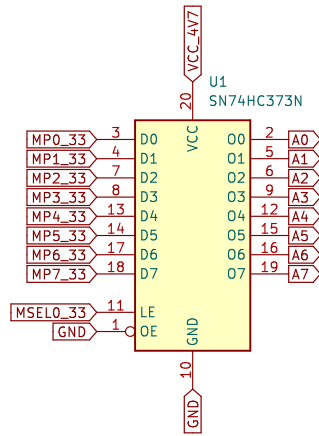 VCC_4V7
U1
SN74HC373N
20
VCC
MP0_33 3 D0 O0 2 A0
MP1_33 4 D1 O1 5 A1
MP2_33 7 D2 O2 6 A2
MP3_33 8 D3 O3 9 A3
MP4_33 13 D4 O4 12 A4
MP5_33 14 D5 O5 15 A5
MP6_33 17 D6 O6 16 A6
MP7_33 18 D7 O7 19 A7
MSEL0_33 11 LE
GND 1 OE
GND
10
GND